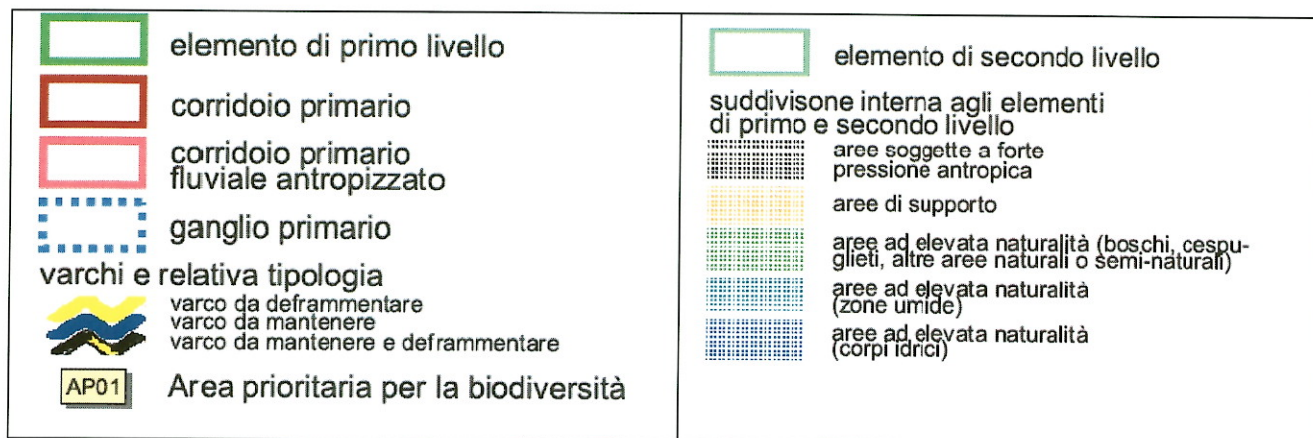 elemento di primo livello
corridoio primario
corridoio primario
fluviale antropizzato
ganglio primario
varchi e relativa tipologia
varco da deframmentare
varco da mantenere
varco da mantenere e deframmentare
AP01 Area prioritaria per la biodiversità
elemento di secondo livello
suddivisone interna agli elementi
di primo e secondo livello
aree soggette a forte
pressione antropica
aree di supporto
aree ad elevata naturalità (boschi, cespu-
glieti, altre aree naturali o semi-naturali)
aree ad elevata naturalità
(zone umide)
aree ad elevata naturalità
(corpi idrici)